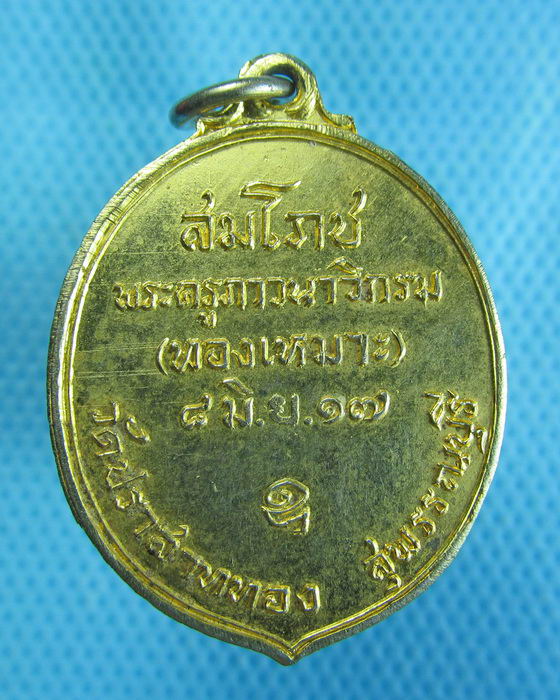 สมโภช
พระครูภาวนาวิกรม
(ทองเหมาะ)
๘ มิ.ย.๑๗
วัดปราสาททอง สุพรรณบุรี